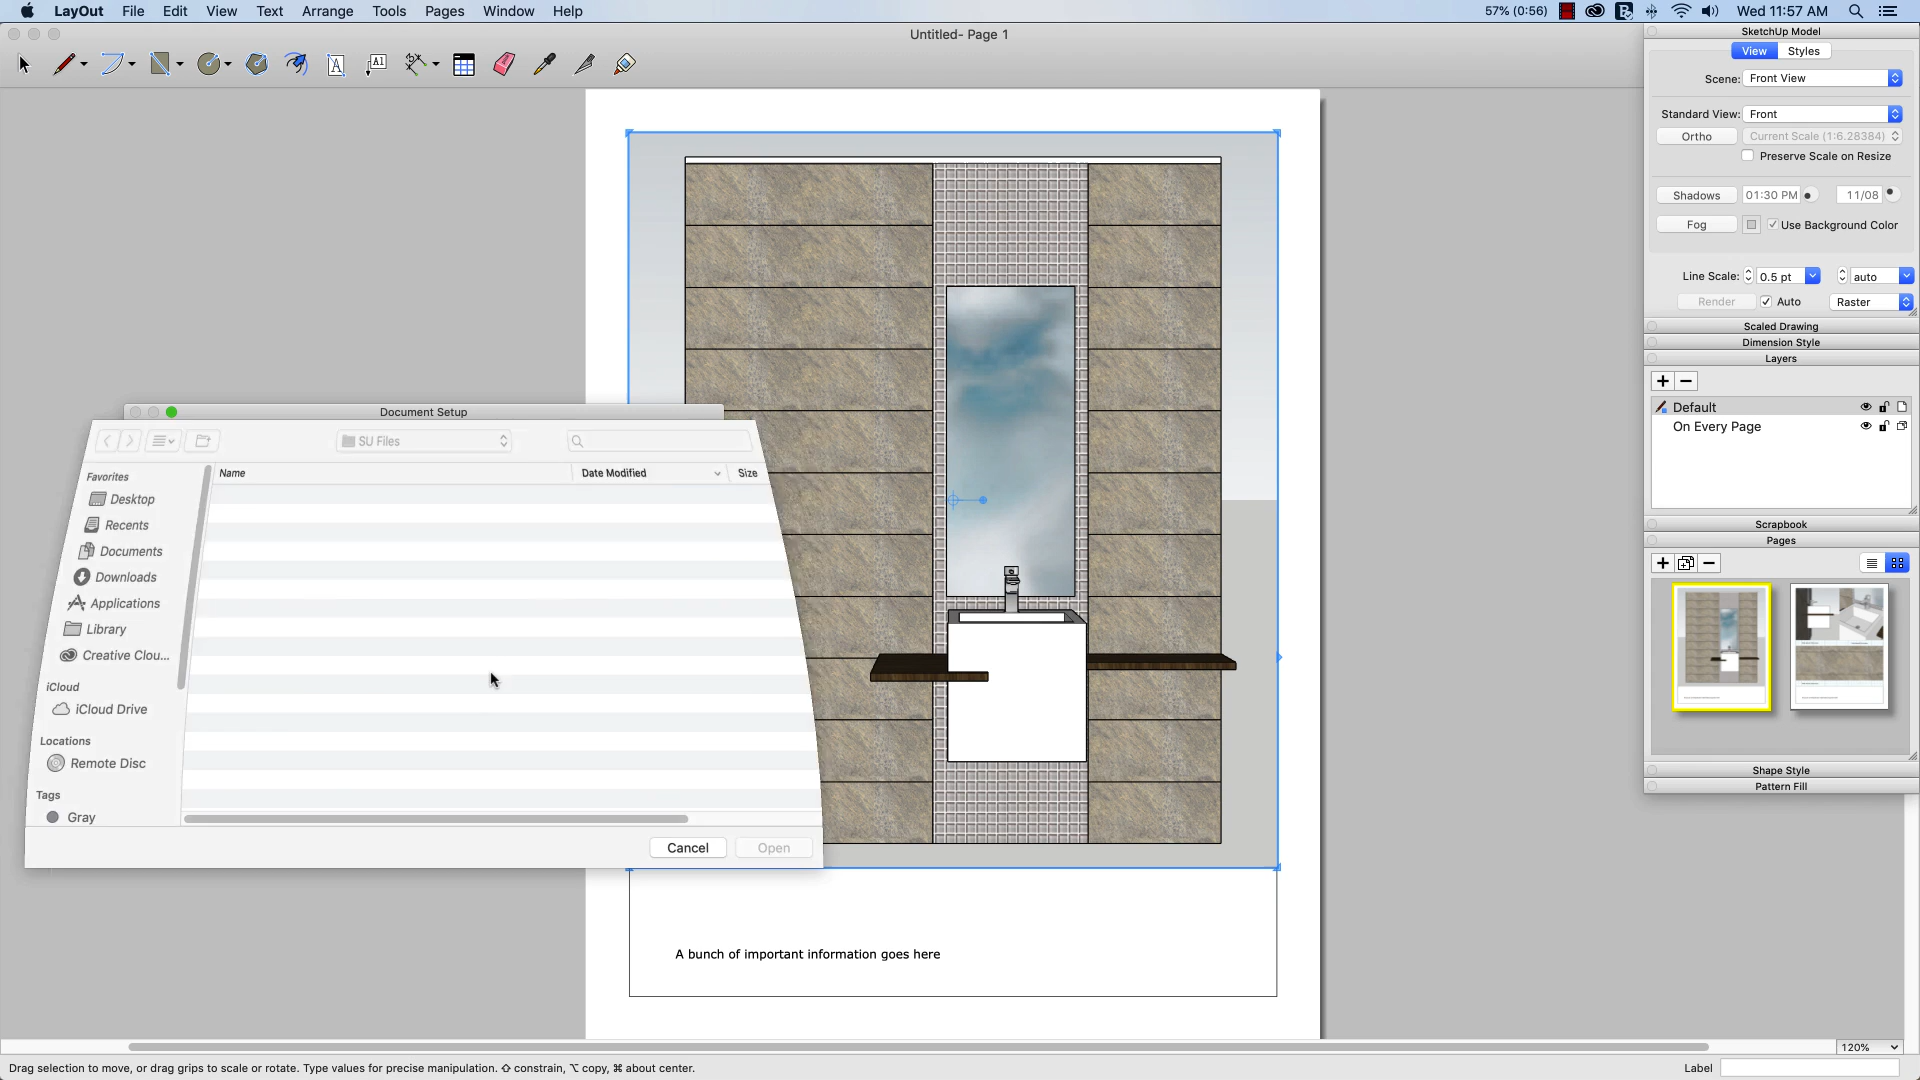 LayOut File Edit View Text Arrange Tools Pages Window Help 57% (0:56) Wed 11:57 AM
Untitled- Page 1
SketchUp Model
View Styles
Scene: Front View
Standard View: Front
Ortho Current Scale (1:6.28384)
Preserve Scale on Resize
Shadows 01:30 PM 11/08
Fog Use Background Color
Line Scale: 0.5 pt auto
Render Auto Raster
Scaled Drawing
Dimension Style
Layers
Default
On Every Page
Scrapbook
Pages
Shape Style
Pattern Fill
Document Setup
SU Files
Favorites
Name Date Modified Size
Desktop
Recents
Documents
Downloads
Applications
Library
Creative Clou...
iCloud
iCloud Drive
Locations
Remote Disc
Tags
Gray
Cancel Open
A bunch of important information goes here
120%
Drag selection to move, or drag grips to scale or rotate. Type values for precise manipulation. ⇧ constrain, ⌥ copy, ⌘ about center. Label